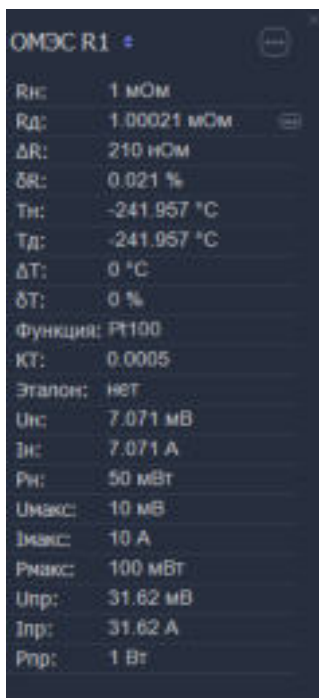 ОМЭС R1
Rн: 1 мОм
Rд: 1.00021 мОм
ΔR: 210 нОм
δR: 0.021 %
Tн: -241.957 °C
Tд: -241.957 °C
ΔT: 0 °C
δT: 0 %
Функция: Pt100
КТ: 0.0005
Эталон: нет
Uн: 7.071 мВ
Iн: 7.071 А
Pн: 50 мВт
Uмакс: 10 мВ
Iмакс: 10 А
Pмакс: 100 мВт
Uпр: 31.62 мВ
Iпр: 31.62 А
Pпр: 1 Вт